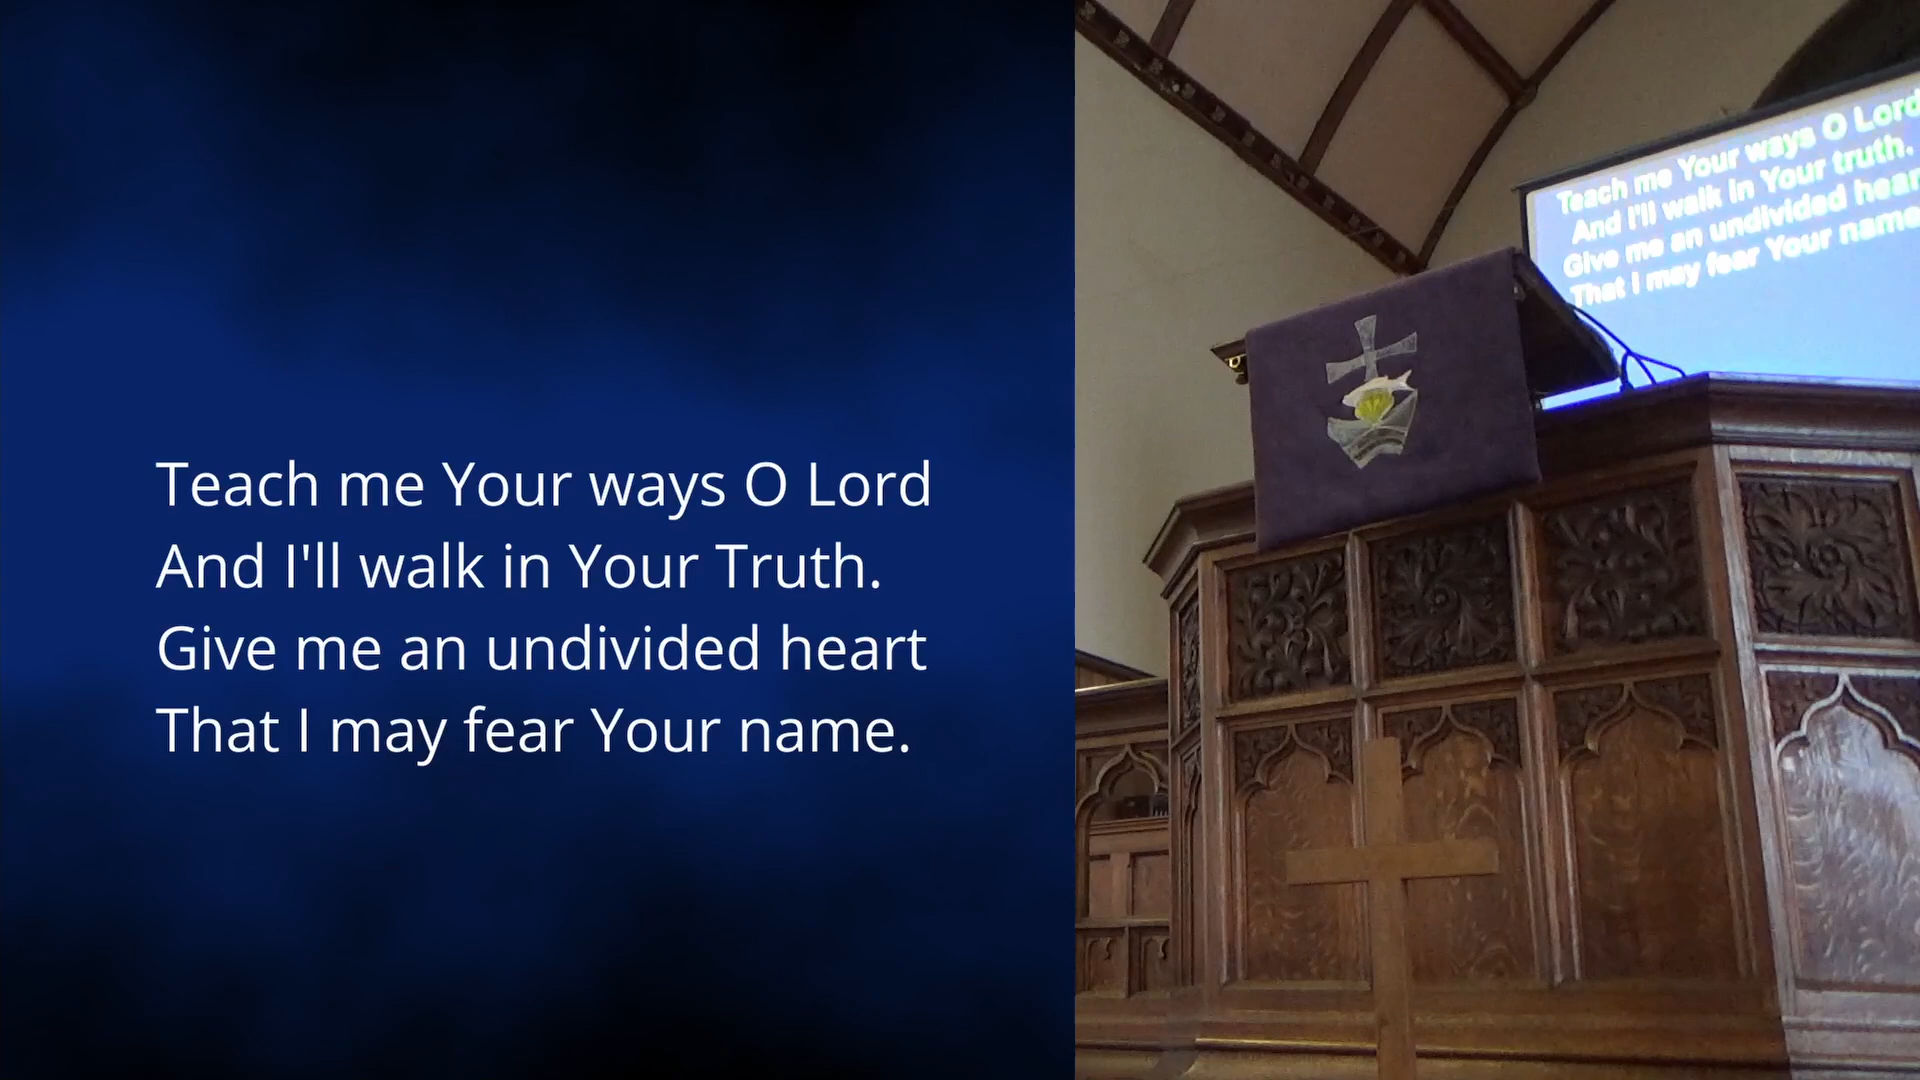 Teach me Your ways O Lord
And I'll walk in Your Truth.
Give me an undivided heart
That I may fear Your name.
Teach me Your ways O Lord
And I'll walk in Your truth.
Give me an undivided hear
That I may fear Your name